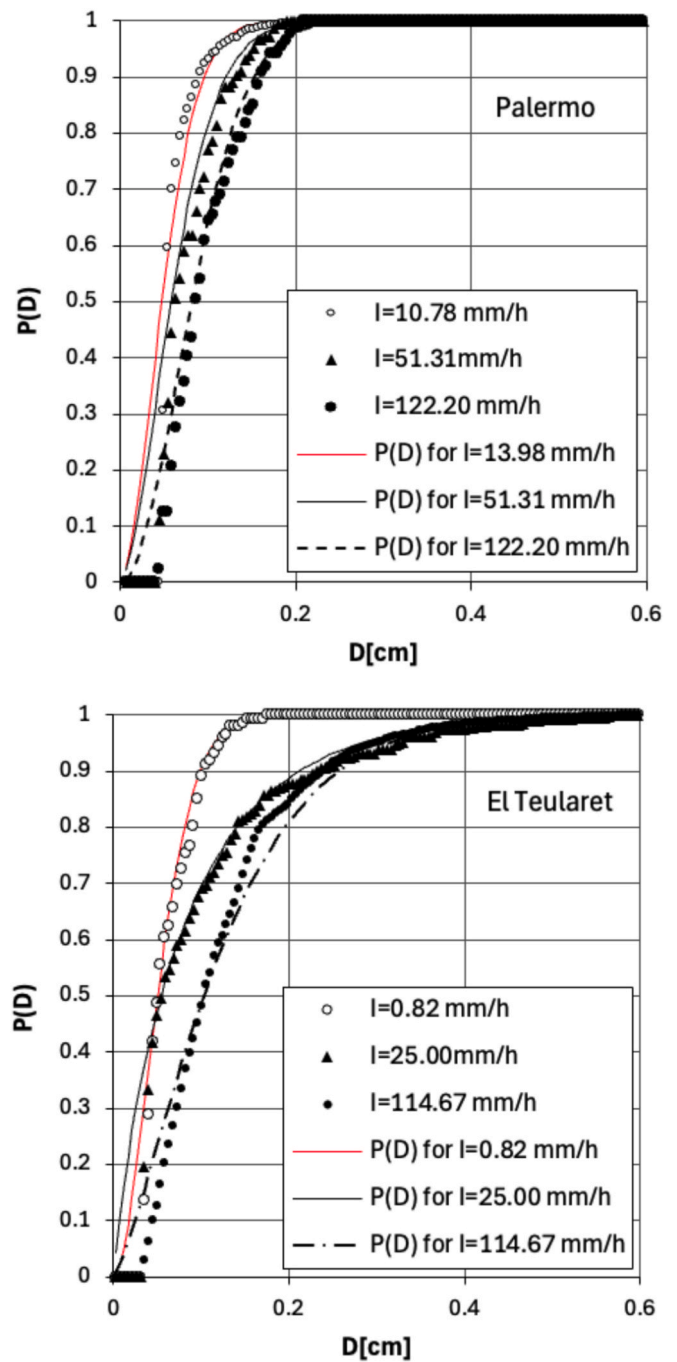 1
0.9
0.8
0.7
0.6
0.5
0.4
0.3
0.2
0.1
0
P(D)
Palermo
I=10.78 mm/h
I=51.31mm/h
I=122.20 mm/h
P(D) for I=13.98 mm/h
P(D) for I=51.31 mm/h
P(D) for I=122.20 mm/h
0 0.2 0.4 0.6
D[cm]
1
0.9
0.8
0.7
0.6
0.5
0.4
0.3
0.2
0.1
0
P(D)
El Teularet
I=0.82 mm/h
I=25.00mm/h
I=114.67 mm/h
P(D) for I=0.82 mm/h
P(D) for I=25.00 mm/h
P(D) for I=114.67mm/h
0 0.2 0.4 0.6
D[cm]